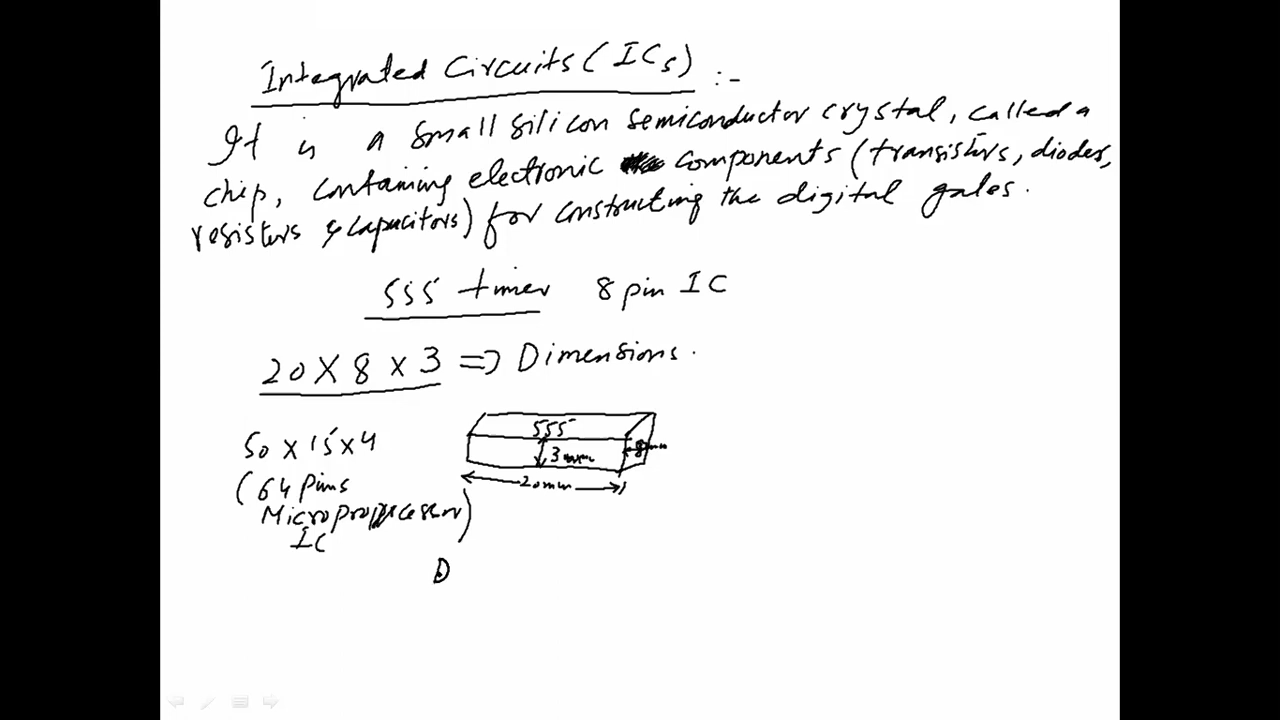 Integrated Circuits (ICs) :-
It is a small silicon semiconductor crystal, called a
chip, containing electronic components (transistors, diodes,
resistors & capacitors) for constructing the digital gates.
555 timer 8 pin IC
20 X 8 x 3 => Dimensions.
555
50 x 15 x 4
3 mm 8mm
(64 Pins
20mm
Microprocessor)
IC
D